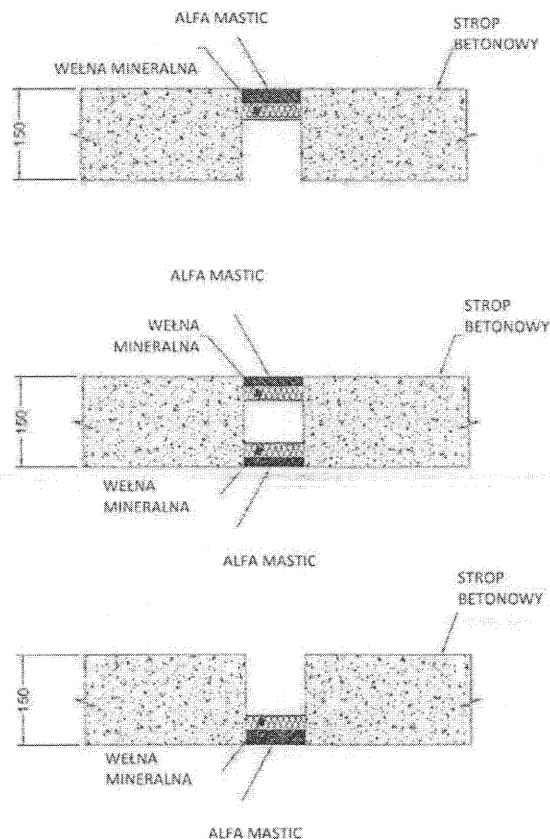 ALFA MASTIC
STROP
BETONOWY
WEŁNA MINERALNA
150
ALFA MASTIC
WEŁNA
MINERALNA
STROP
BETONOWY
150
WEŁNA
MINERALNA
ALFA MASTIC
STROP
BETONOWY
150
WEŁNA
MINERALNA
ALFA MASTIC